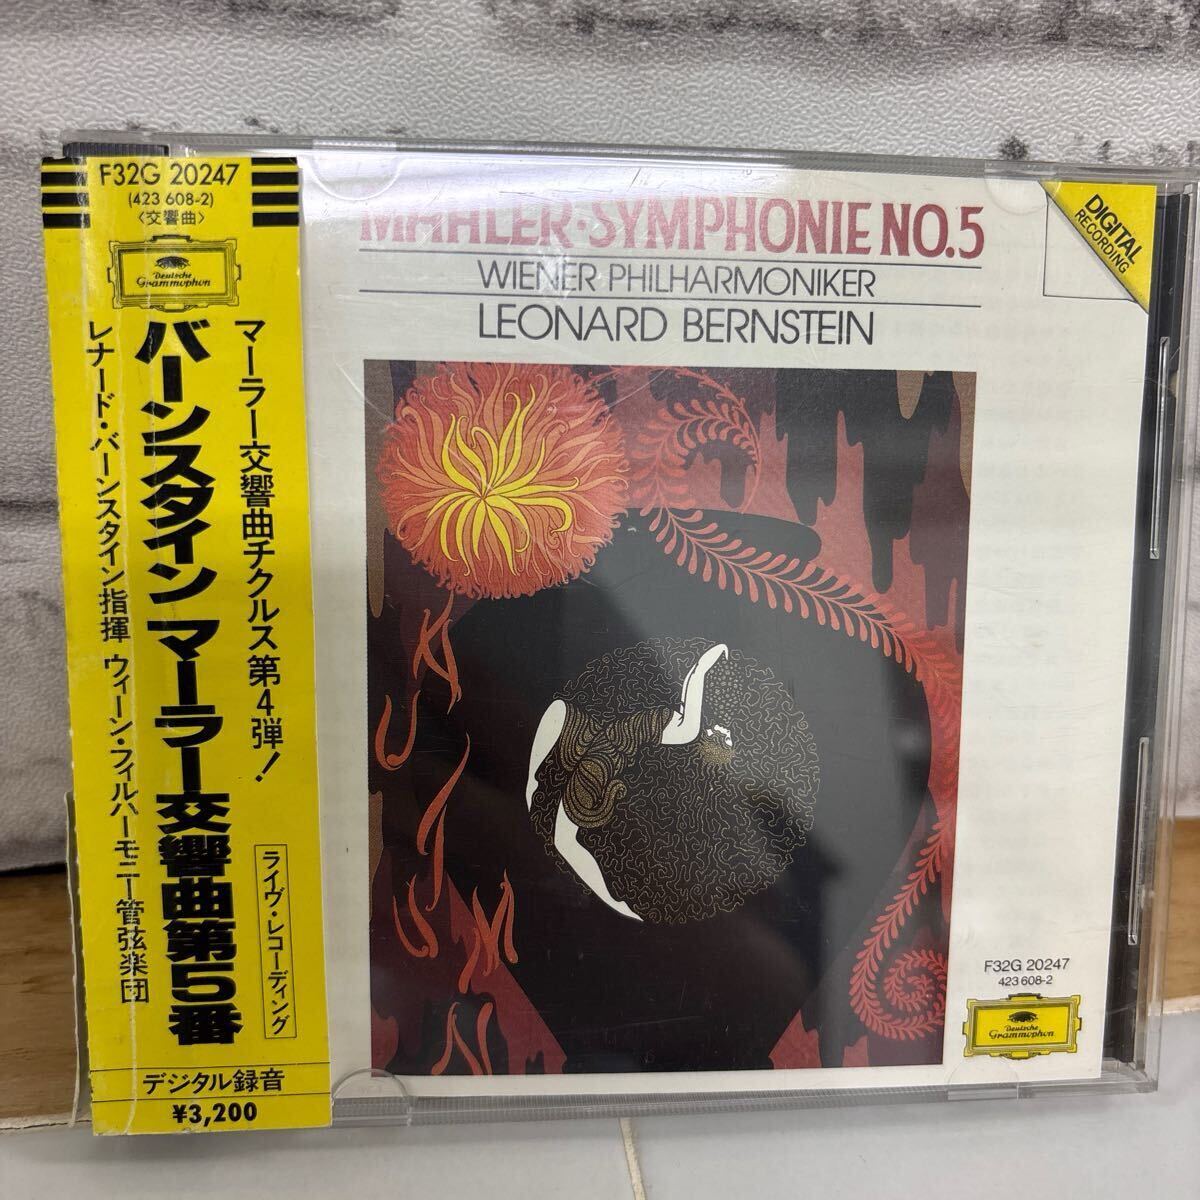 F32G 20247
(423 608-2)
〈交響曲〉
Deutsche
Grammophon
マーラー交響曲チクルス第4弾!
バーンスタイン マーラー交響曲第5番
レナード・バーンスタイン指揮 ウィーン・フィルハーモニー管弦楽団
ライヴ・レコーディング
デジタル録音
¥3,200
MAHLER·SYMPHONIE NO.5
WIENER PHILHARMONIKER
LEONARD BERNSTEIN
DIGITAL
RECORDING
F32G 20247
423 608-2
Deutsche
Grammophon